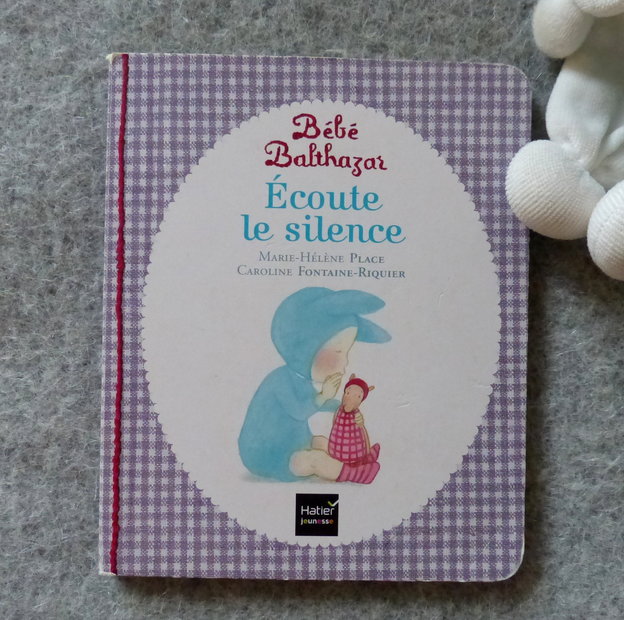 Bébé
Balthazar
Écoute
le silence
Marie-Hélène Place
Caroline Fontaine-Riquier
Hatier
jeunesse